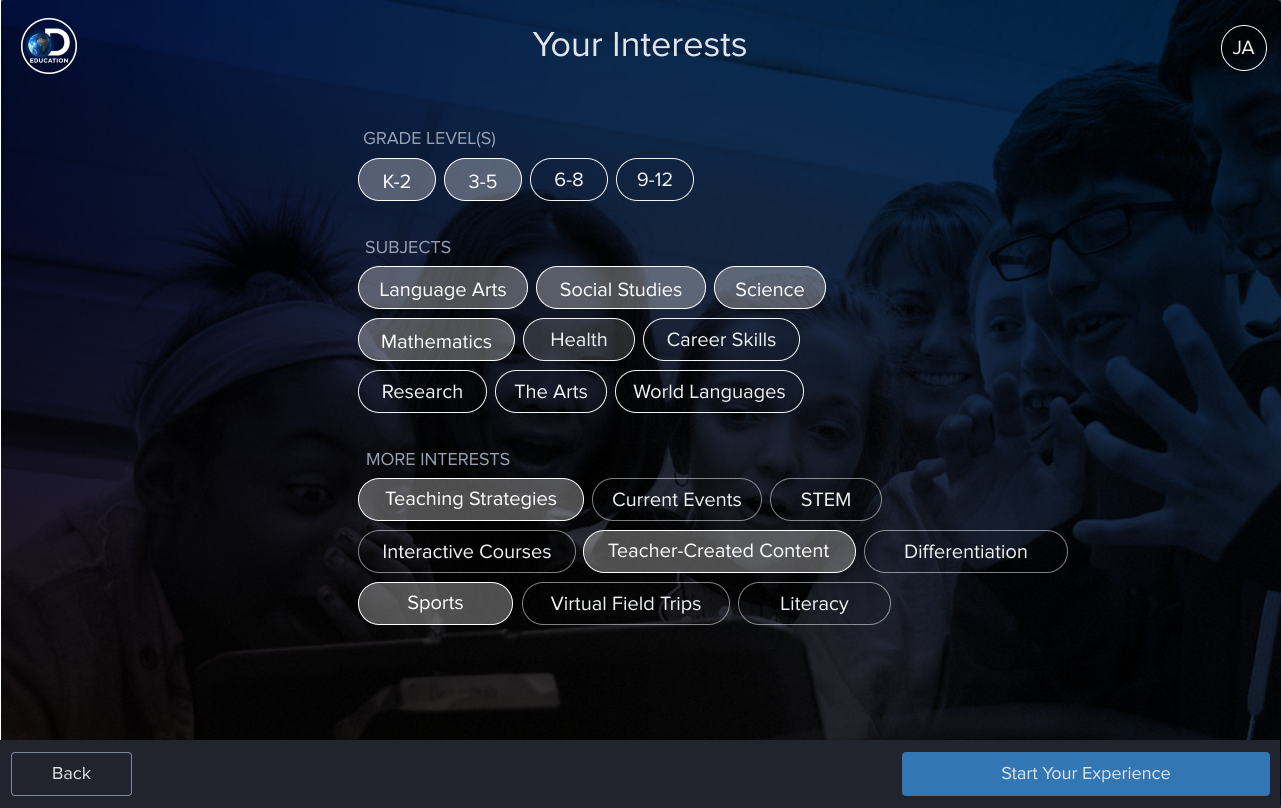 EDUCATION
Your Interests
JA
GRADE LEVEL(S)
K-2 3-5 6-8 9-12
SUBJECTS
Language Arts Social Studies Science
Mathematics Health Career Skills
Research The Arts World Languages
MORE INTERESTS
Teaching Strategies Current Events STEM
Interactive Courses Teacher-Created Content Differentiation
Sports Virtual Field Trips Literacy
Back Start Your Experience